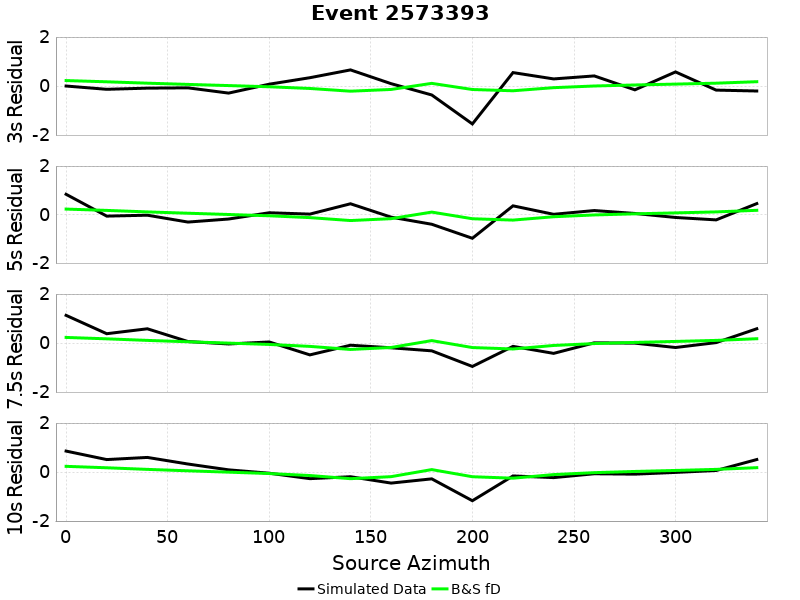 Event 2573393
3s Residual
2
0
-2
5s Residual
2
0
-2
7.5s Residual
2
0
-2
10s Residual
2
0
-2
0 50 100 150 200 250 300
Source Azimuth
Simulated Data B&S fD